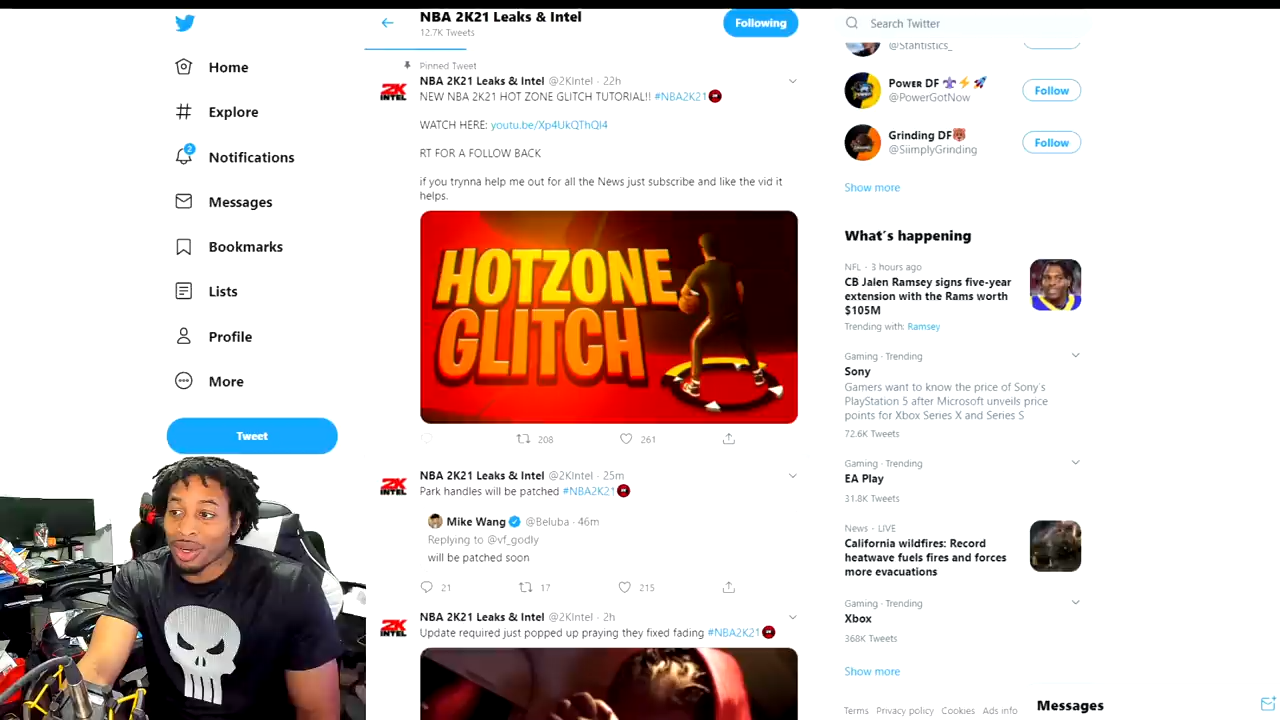 Home
Explore
2
Notifications
Messages
Bookmarks
Lists
Profile
More
Tweet
NBA 2K21 Leaks & Intel
12.7K Tweets
Following
Pinned Tweet
2K
INTEL
NBA 2K21 Leaks & Intel @2KIntel · 22h
NEW NBA 2K21 HOT ZONE GLITCH TUTORIAL!! #NBA2K21
WATCH HERE: youtu.be/Xp4UkQThQI4
RT FOR A FOLLOW BACK
if you trynna help me out for all the News just subscribe and like the vid it
helps.
HOTZONE
GLITCH
208
261
2K
INTEL
NBA 2K21 Leaks & Intel @2KIntel · 25m
Park handles will be patched #NBA2K21
Mike Wang @Beluba · 46m
Replying to @vf_godly
will be patched soon
21
17
215
2K
INTEL
NBA 2K21 Leaks & Intel @2KIntel · 2h
Update required just popped up praying they fixed fading #NBA2K21
Search Twitter
@Stantistics_
Power DF
@PowerGotNow
Follow
Grinding DF
@SiimplyGrinding
Follow
Show more
What's happening
NFL · 3 hours ago
CB Jalen Ramsey signs five-year
extension with the Rams worth
$105M
Trending with: Ramsey
Gaming · Trending
Sony
Gamers want to know the price of Sony's
PlayStation 5 after Microsoft unveils price
points for Xbox Series X and Series S
72.6K Tweets
Gaming · Trending
EA Play
31.8K Tweets
News · LIVE
California wildfires: Record
heatwave fuels fires and forces
more evacuations
Gaming · Trending
Xbox
368K Tweets
Show more
Terms Privacy policy Cookies Ads info
Messages